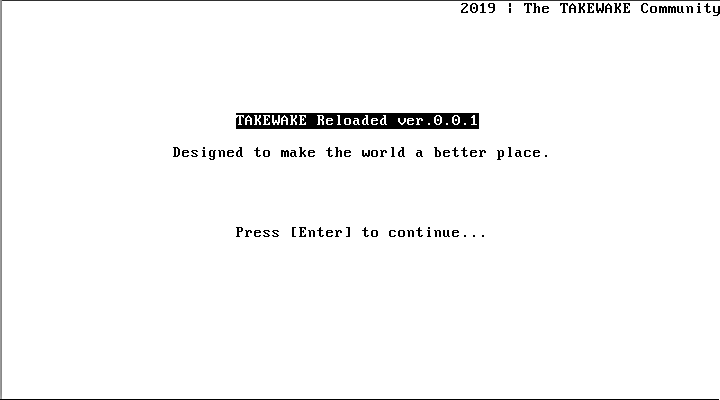 2019 ¦ The TAKEWAKE Community
TAKEWAKE Reloaded ver.0.0.1
Designed to make the world a better place.
Press [Enter] to continue...